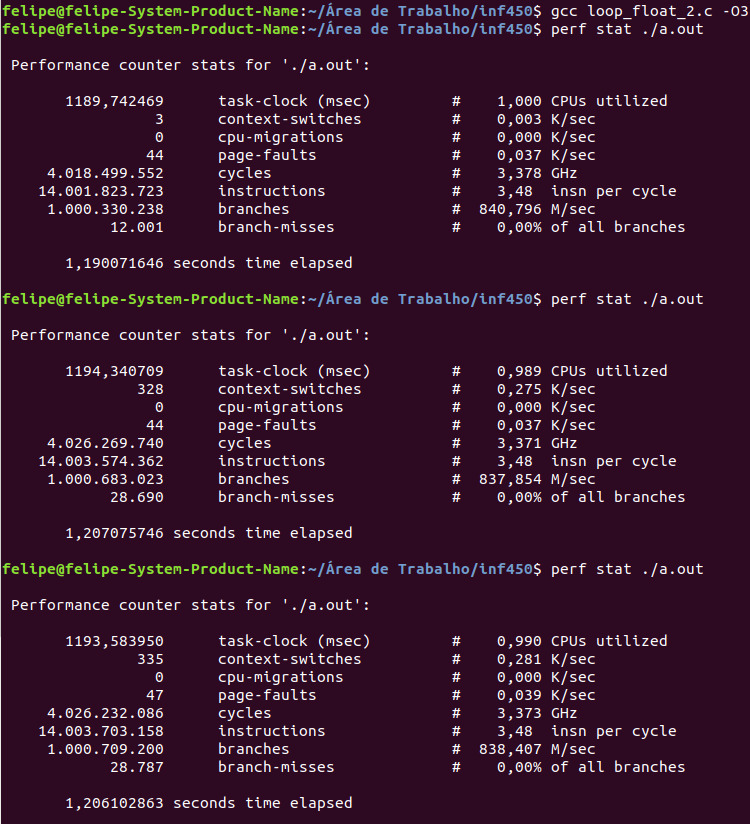 felipe@felipe-System-Product-Name:~/Área de Trabalho/inf450$ gcc loop_float_2.c -O3
felipe@felipe-System-Product-Name:~/Área de Trabalho/inf450$ perf stat ./a.out
Performance counter stats for './a.out':
1189,742469 task-clock (msec) # 1,000 CPUs utilized
3 context-switches # 0,003 K/sec
0 cpu-migrations # 0,000 K/sec
44 page-faults # 0,037 K/sec
4.018.499.552 cycles # 3,378 GHz
14.001.823.723 instructions # 3,48 insn per cycle
1.000.330.238 branches # 840,796 M/sec
12.001 branch-misses # 0,00% of all branches
1,190071646 seconds time elapsed
felipe@felipe-System-Product-Name:~/Área de Trabalho/inf450$ perf stat ./a.out
Performance counter stats for './a.out':
1194,340709 task-clock (msec) # 0,989 CPUs utilized
328 context-switches # 0,275 K/sec
0 cpu-migrations # 0,000 K/sec
44 page-faults # 0,037 K/sec
4.026.269.740 cycles # 3,371 GHz
14.003.574.362 instructions # 3,48 insn per cycle
1.000.683.023 branches # 837,854 M/sec
28.690 branch-misses # 0,00% of all branches
1,207075746 seconds time elapsed
felipe@felipe-System-Product-Name:~/Área de Trabalho/inf450$ perf stat ./a.out
Performance counter stats for './a.out':
1193,583950 task-clock (msec) # 0,990 CPUs utilized
335 context-switches # 0,281 K/sec
0 cpu-migrations # 0,000 K/sec
47 page-faults # 0,039 K/sec
4.026.232.086 cycles # 3,373 GHz
14.003.703.158 instructions # 3,48 insn per cycle
1.000.709.200 branches # 838,407 M/sec
28.787 branch-misses # 0,00% of all branches
1,206102863 seconds time elapsed